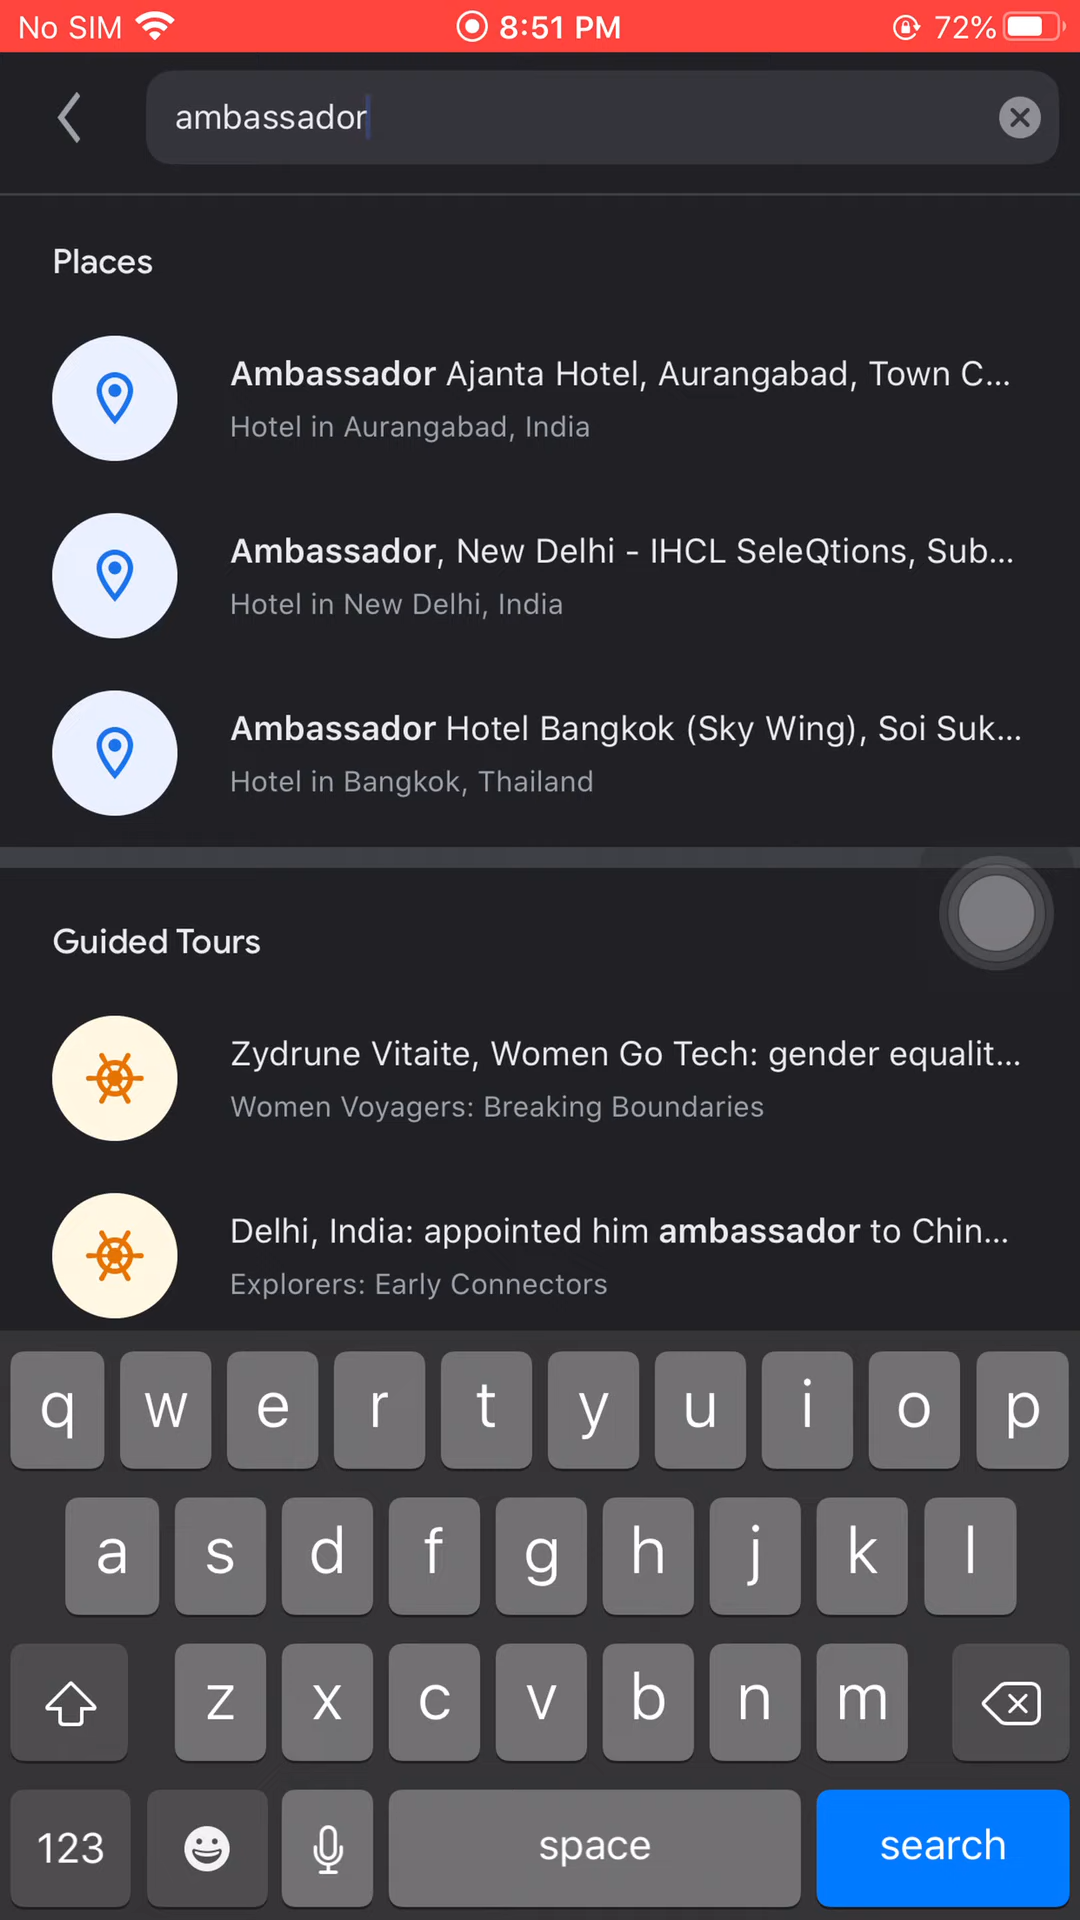 No SIM 8:51 PM 72%
ambassador
Places
Ambassador Ajanta Hotel, Aurangabad, Town C...
Hotel in Aurangabad, India
Ambassador, New Delhi - IHCL SeleQtions, Sub...
Hotel in New Delhi, India
Ambassador Hotel Bangkok (Sky Wing), Soi Suk...
Hotel in Bangkok, Thailand
Guided Tours
Zydrune Vitaite, Women Go Tech: gender equalit...
Women Voyagers: Breaking Boundaries
Delhi, India: appointed him ambassador to Chin...
Explorers: Early Connectors
q w e r t y u i o p
a s d f g h j k l
z x c v b n m
123 space search